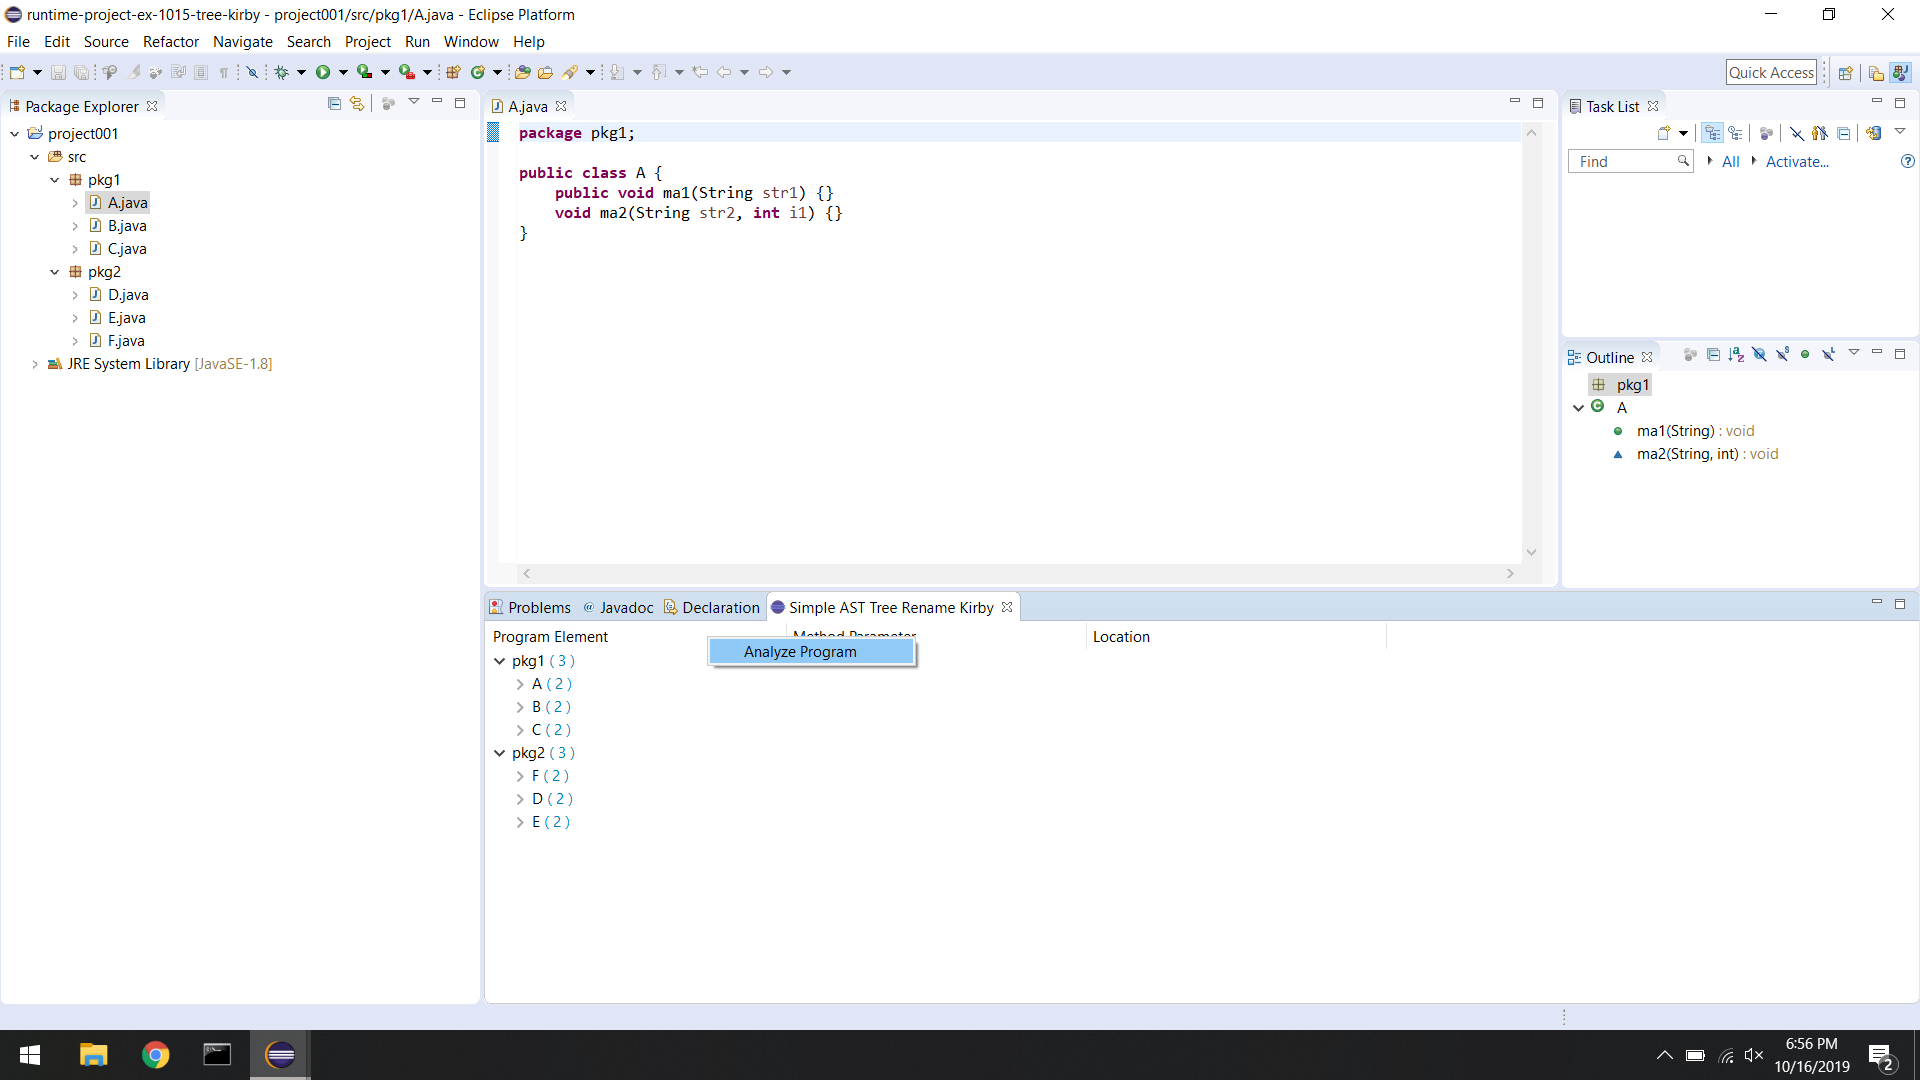 runtime-project-ex-1015-tree-kirby - project001/src/pkg1/A.java - Eclipse Platform
File Edit Source Refactor Navigate Search Project Run Window Help
Quick Access
Package Explorer
project001
src
pkg1
A.java
B.java
C.java
pkg2
D.java
E.java
F.java
JRE System Library [JavaSE-1.8]
A.java
package pkg1;
public class A {
public void ma1(String str1) {}
void ma2(String str2, int i1) {}
}
Task List
Find All Activate...
Outline
pkg1
A
ma1(String) : void
ma2(String, int) : void
Problems @ Javadoc Declaration Simple AST Tree Rename Kirby
Program Element Method Parameter Location
Analyze Program
pkg1 ( 3 )
A ( 2 )
B ( 2 )
C ( 2 )
pkg2 ( 3 )
F ( 2 )
D ( 2 )
E ( 2 )
6:56 PM
10/16/2019
2